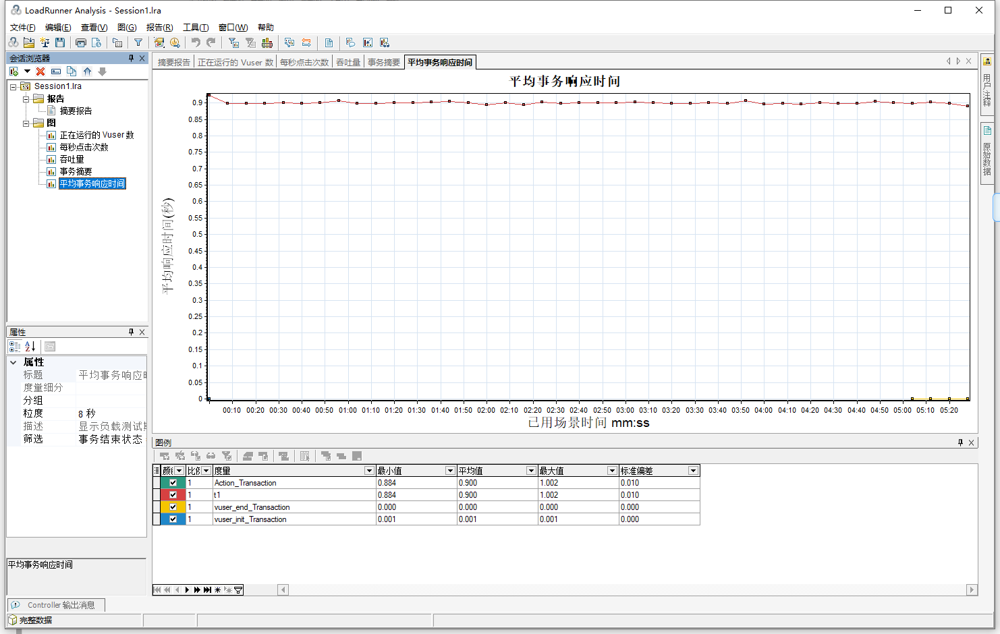 LoadRunner Analysis - Session1.lra
文件(F) 编辑(E) 查看(V) 图(G) 报告(R) 工具(T) 窗口(W) 帮助
会话浏览器
Session1.lra
报告
摘要报告
图
正在运行的 Vuser 数
每秒点击次数
吞吐量
事务摘要
平均事务响应时间
属性
属性
标题 平均事务响应时
度量细分
分组
粒度 8 秒
描述 显示负载测试期
筛选 事务结束状态
平均事务响应时间
摘要报告 正在运行的 Vuser 数 每秒点击次数 吞吐量 事务摘要 平均事务响应时间
平均事务响应时间
平均响应时间(秒)
0.9
0.85
0.8
0.75
0.7
0.65
0.6
0.55
0.5
0.45
0.4
0.35
0.3
0.25
0.2
0.15
0.1
0.05
0
00:10 00:20 00:30 00:40 00:50 01:00 01:10 01:20 01:30 01:40 01:50 02:00 02:10 02:20 02:30 02:40 02:50 03:00 03:10 03:20 03:30 03:40 03:50 04:00 04:10 04:20 04:30 04:40 04:50 05:00 05:10 05:20
已用场景时间 mm:ss
用户注释
原始数据
图例
颜 比例 度量 最小值 平均值 最大值 标准偏差
1 Action_Transaction 0.884 0.900 1.002 0.010
1 t1 0.884 0.900 1.002 0.010
1 vuser_end_Transaction 0.000 0.000 0.000 0.000
1 vuser_init_Transaction 0.001 0.001 0.001 0.000
Controller 输出消息
完整数据